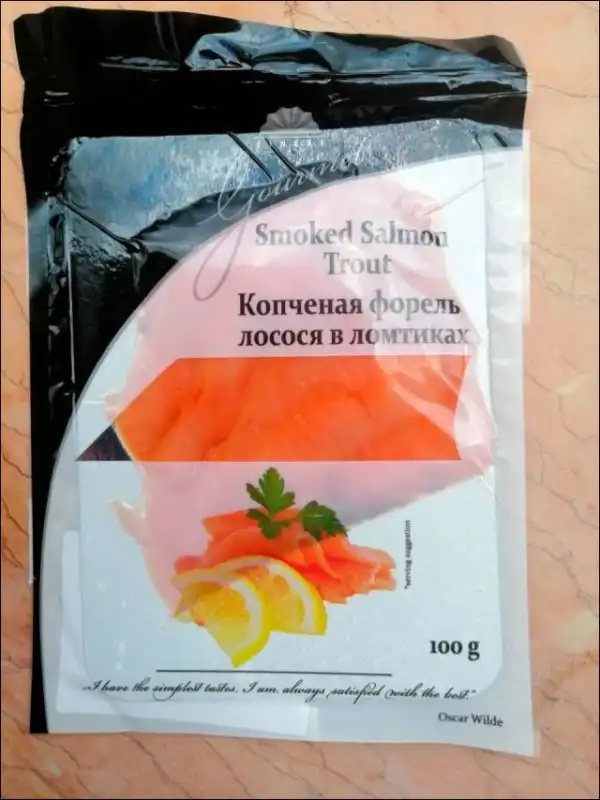 Gourmet
Smoked Salmon
Trout
Копченая форель
лосося в ломтиках
*serving suggestion
100 g
„I have the simplest tastes. I am always satisfied with the best.”
Oscar Wilde